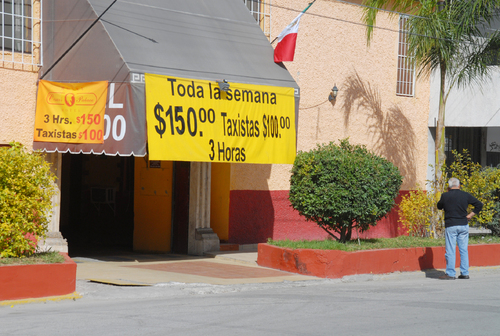 3 Hrs. $150
Taxistas $100
L
00
Toda la semana
$150.00 Taxistas $100.00
3 Horas